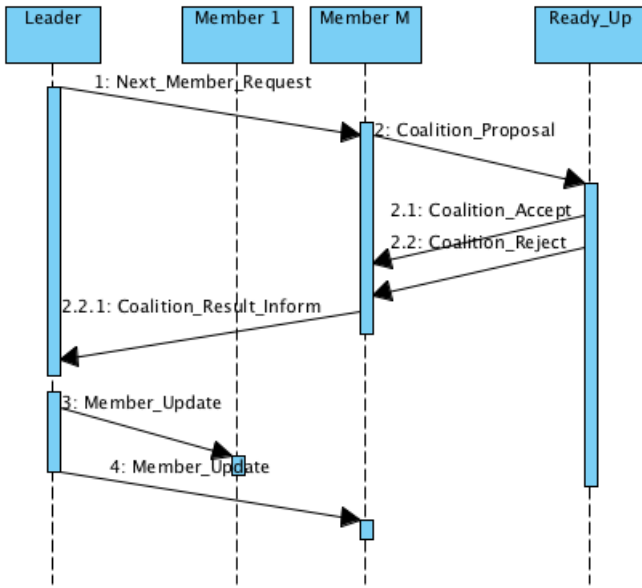 Leader
Member 1
Member M
Ready_Up
1: Next_Member_Request
2: Coalition_Proposal
2.1: Coalition_Accept
2.2: Coalition_Reject
2.2.1: Coalition_Result_Inform
3: Member_Update
4: Member_Update